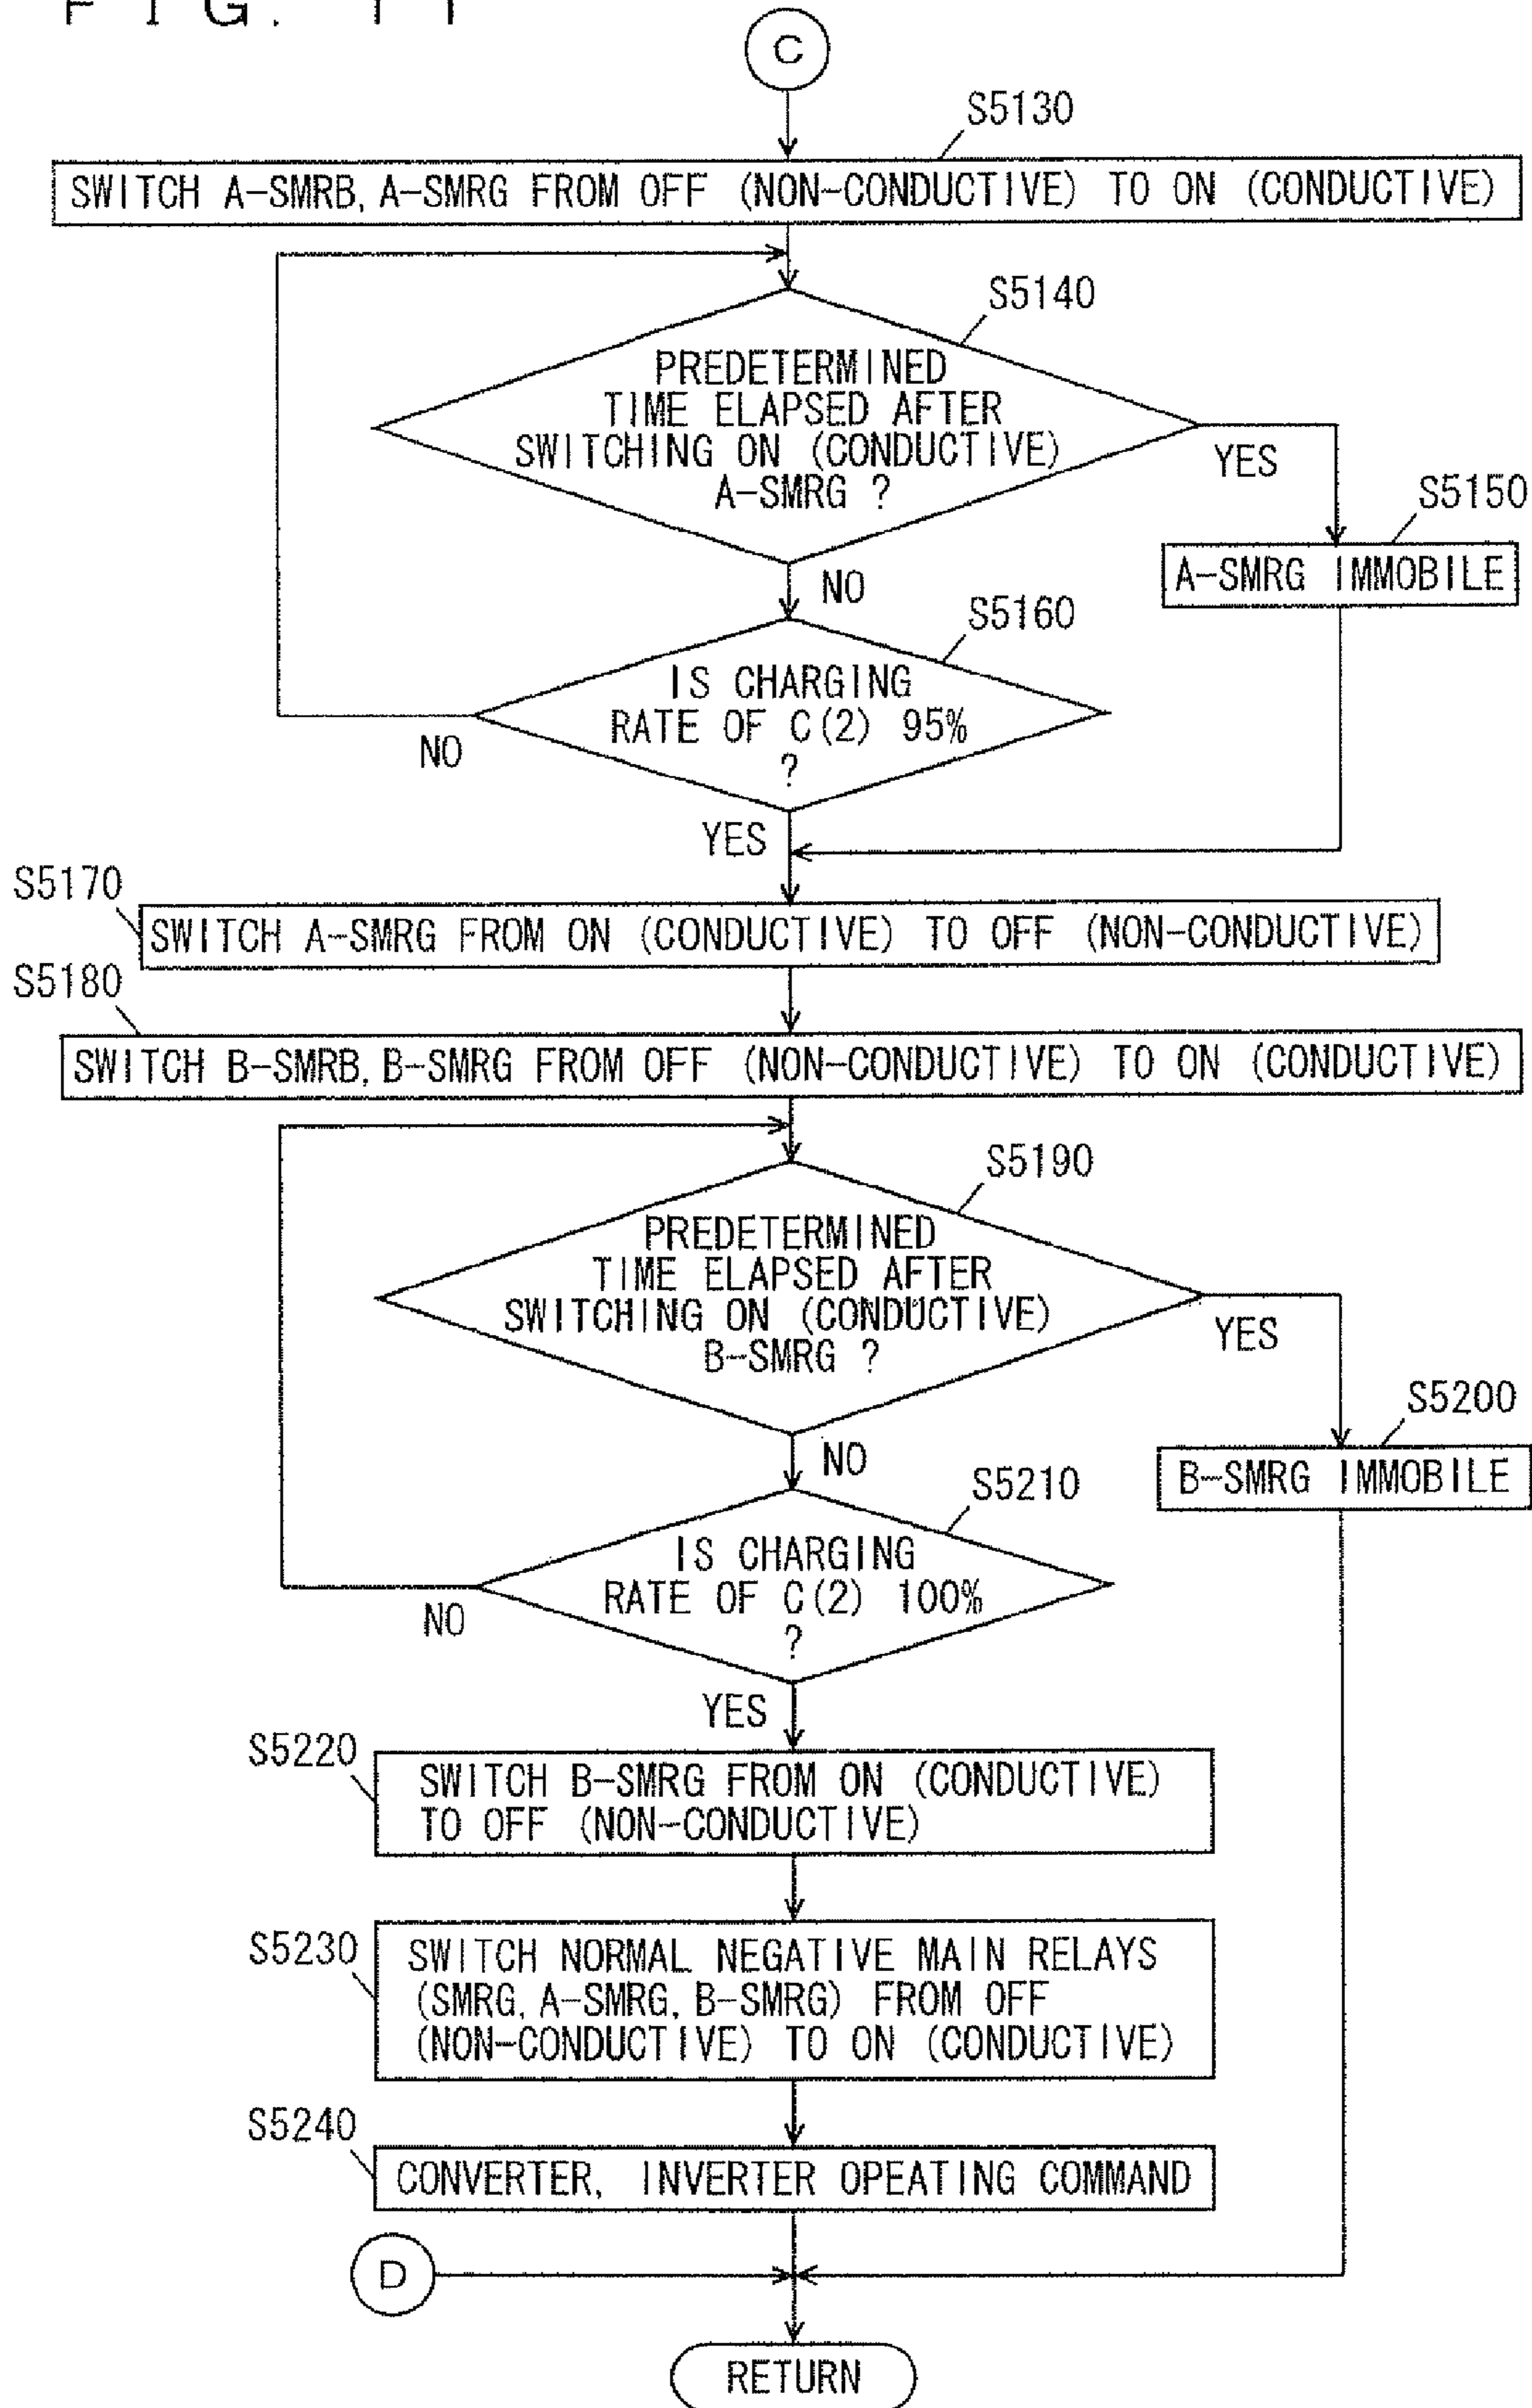 FIG. 11
C
S5130
SWITCH A-SMRB, A-SMRG FROM OFF (NON-CONDUCTIVE) TO ON (CONDUCTIVE)
S5140
PREDETERMINED
TIME ELAPSED AFTER
SWITCHING ON (CONDUCTIVE)
A-SMRG ?
YES
S5150
A-SMRG IMMOBILE
NO
S5160
IS CHARGING
RATE OF C(2) 95%
?
NO
YES
S5170
SWITCH A-SMRG FROM ON (CONDUCTIVE) TO OFF (NON-CONDUCTIVE)
S5180
SWITCH B-SMRB, B-SMRG FROM OFF (NON-CONDUCTIVE) TO ON (CONDUCTIVE)
S5190
PREDETERMINED
TIME ELAPSED AFTER
SWITCHING ON (CONDUCTIVE)
B-SMRG ?
YES
S5200
B-SMRG IMMOBILE
NO
S5210
IS CHARGING
RATE OF C(2) 100%
?
NO
YES
S5220
SWITCH B-SMRG FROM ON (CONDUCTIVE)
TO OFF (NON-CONDUCTIVE)
S5230
SWITCH NORMAL NEGATIVE MAIN RELAYS
(SMRG, A-SMRG, B-SMRG) FROM OFF
(NON-CONDUCTIVE) TO ON (CONDUCTIVE)
S5240
CONVERTER, INVERTER OPEATING COMMAND
D
RETURN